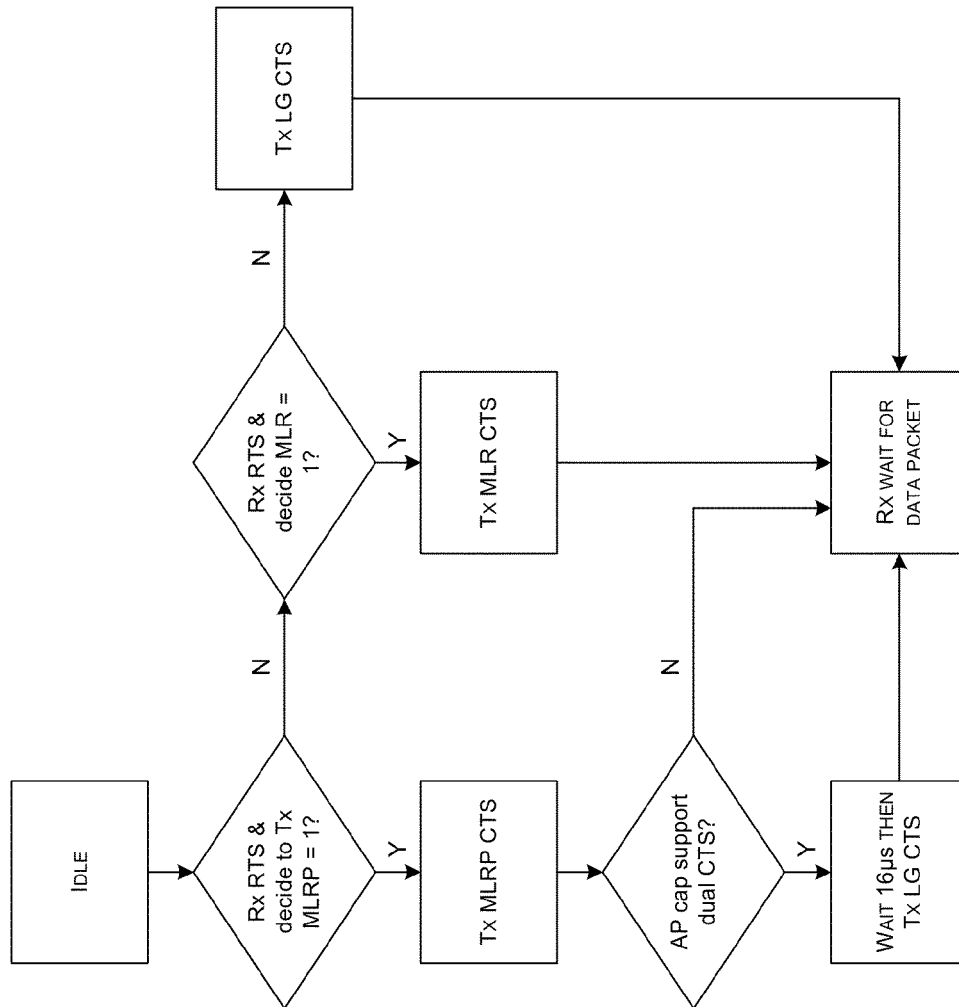 IDLE
Rx RTS &
decide to Tx
MLRP = 1?
N
Rx RTS &
decide MLR =
1?
N
Tx LG CTS
Y
Tx MLRP CTS
Y
Tx MLR CTS
AP cap support
dual CTS?
N
Y
WAIT 16µs THEN
Tx LG CTS
Rx WAIT FOR
DATA PACKET